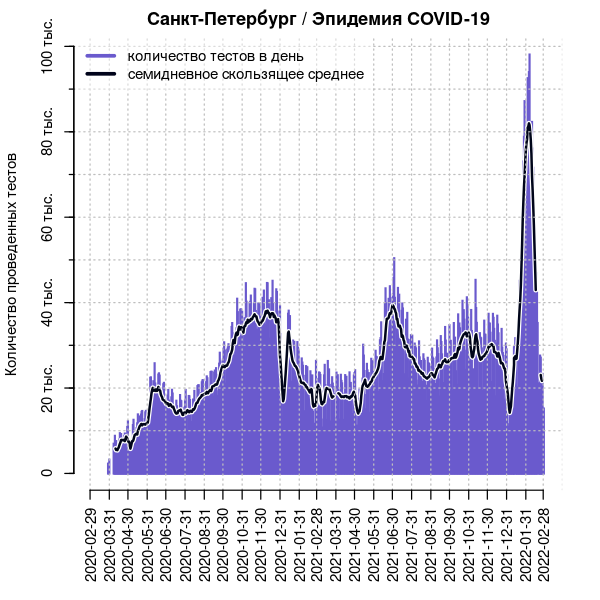 Санкт-Петербург / Эпидемия COVID-19
количество тестов в день
семидневное скользящее среднее
Количество проведенных тестов
100 тыс.
80 тыс.
60 тыс.
40 тыс.
20 тыс.
0
2020-02-29
2020-03-31
2020-04-30
2020-05-31
2020-06-30
2020-07-31
2020-08-31
2020-09-30
2020-10-31
2020-11-30
2020-12-31
2021-01-31
2021-02-28
2021-03-31
2021-04-30
2021-05-31
2021-06-30
2021-07-31
2021-08-31
2021-09-30
2021-10-31
2021-11-30
2021-12-31
2022-01-31
2022-02-28